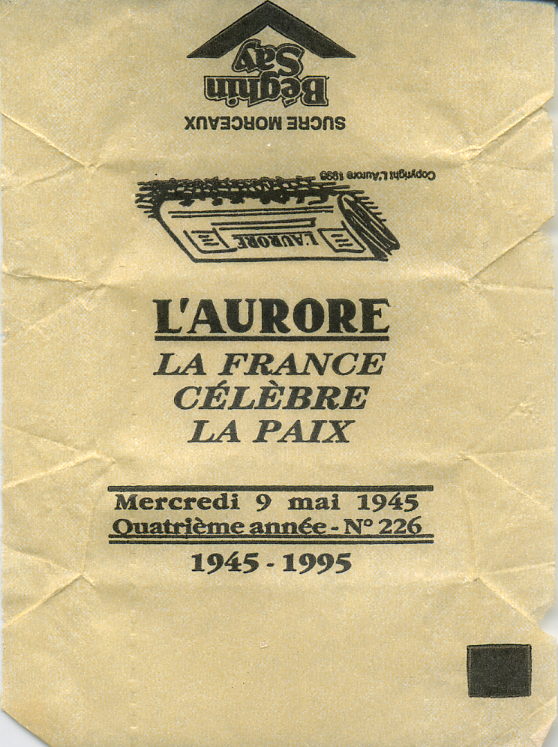 Béghin
Say
SUCRE MORCEAUX
Copyright L'Aurore
L'AURORE
L'AURORE
LA FRANCE
CÉLÈBRE
LA PAIX
Mercredi 9 mai 1945
Quatrième année - N° 226
1945 - 1995